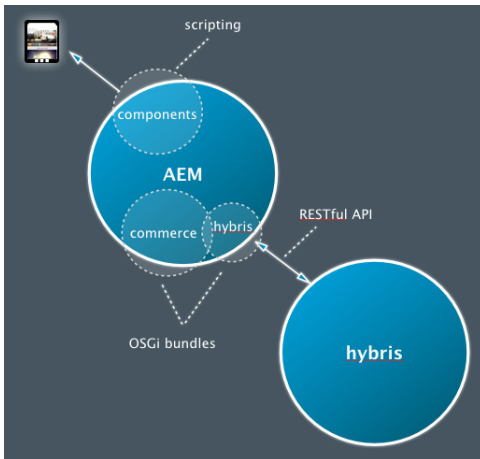 scripting
components
AEM
RESTful API
commerce
hybris
OSGi bundles
hybris